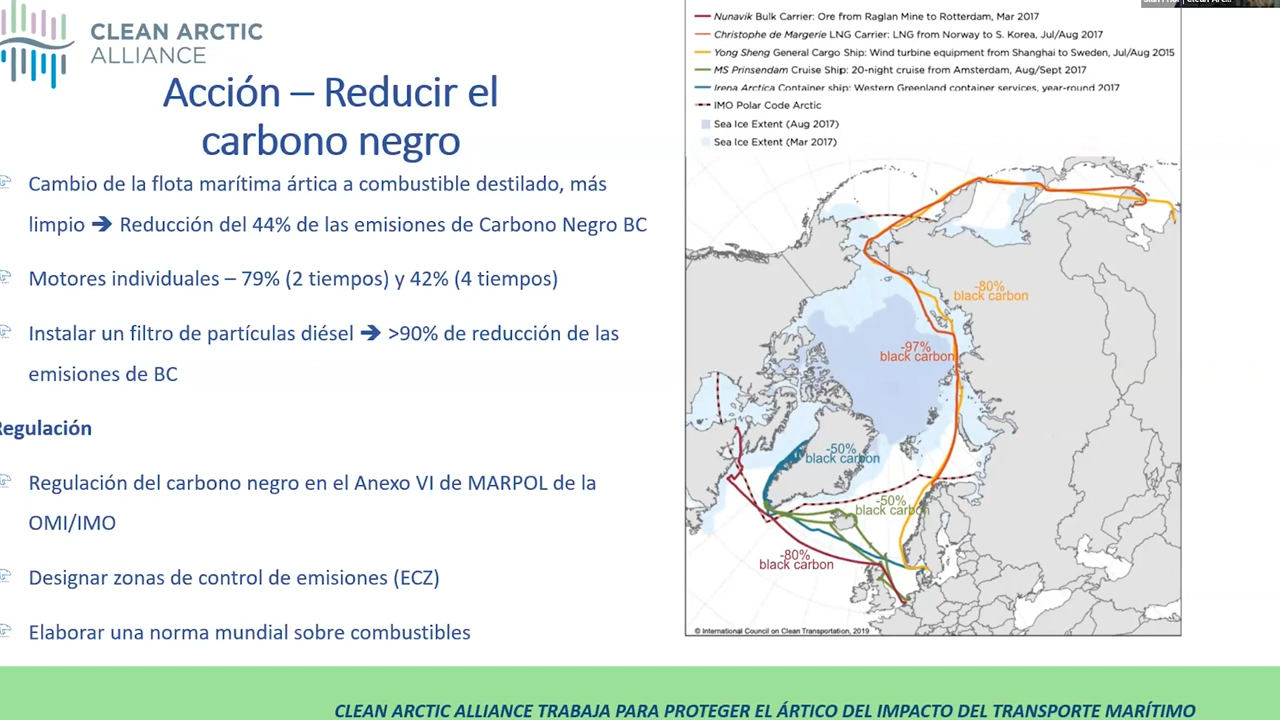 CLEAN ARCTIC
ALLIANCE
Acción – Reducir el
carbono negro
Cambio de la flota marítima ártica a combustible destilado, más
limpio ➔ Reducción del 44% de las emisiones de Carbono Negro BC
Motores individuales – 79% (2 tiempos) y 42% (4 tiempos)
Instalar un filtro de partículas diésel ➔ >90% de reducción de las
emisiones de BC
Regulación
Regulación del carbono negro en el Anexo VI de MARPOL de la
OMI/IMO
Designar zonas de control de emisiones (ECZ)
Elaborar una norma mundial sobre combustibles
Nunavik Bulk Carrier: Ore from Raglan Mine to Rotterdam, Mar 2017
Christophe de Margerie LNG Carrier: LNG from Norway to S. Korea, Jul/Aug 2017
Yong Sheng General Cargo Ship: Wind turbine equipment from Shanghai to Sweden, Jul/Aug 2015
MS Prinsendam Cruise Ship: 20-night cruise from Amsterdam, Aug/Sept 2017
Irena Arctica Container ship: Western Greenland container services, year-round 2017
IMO Polar Code Arctic
Sea Ice Extent (Aug 2017)
Sea Ice Extent (Mar 2017)
-80%
black carbon
-97%
black carbon
-50%
black carbon
-50%
black carbon
-80%
black carbon
© International Council on Clean Transportation, 2019
CLEAN ARCTIC ALLIANCE TRABAJA PARA PROTEGER EL ÁRTICO DEL IMPACTO DEL TRANSPORTE MARÍTIMO